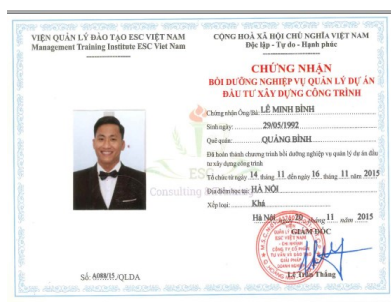 VIỆN QUẢN LÝ ĐÀO TẠO ESC VIỆT NAM
Management Training Institute ESC Viet Nam
CỘNG HOÀ XÃ HỘI CHỦ NGHĨA VIỆT NAM
Độc lập - Tự do - Hạnh phúc
CHỨNG NHẬN
BỒI DƯỠNG NGHIỆP VỤ QUẢN LÝ DỰ ÁN
ĐẦU TƯ XÂY DỰNG CÔNG TRÌNH
Chứng nhận Ông/Bà: LÊ MINH BÌNH
Sinh ngày: 29/05/1992
Quê quán: QUẢNG BÌNH
Đã hoàn thành chương trình bồi dưỡng nghiệp vụ quản lý dự án đầu
tư xây dựng công trình
Tổ chức từ ngày 14 tháng 11 đến ngày 16 tháng 11 năm 2015
Địa điểm học tại: HÀ NỘI
Xếp loại: Khá
Hà Nội, ngày 20 tháng 11 năm 2015
GIÁM ĐỐC
Lê Trần Thắng
Số: A088/15/QLDA
ESC
Consulting